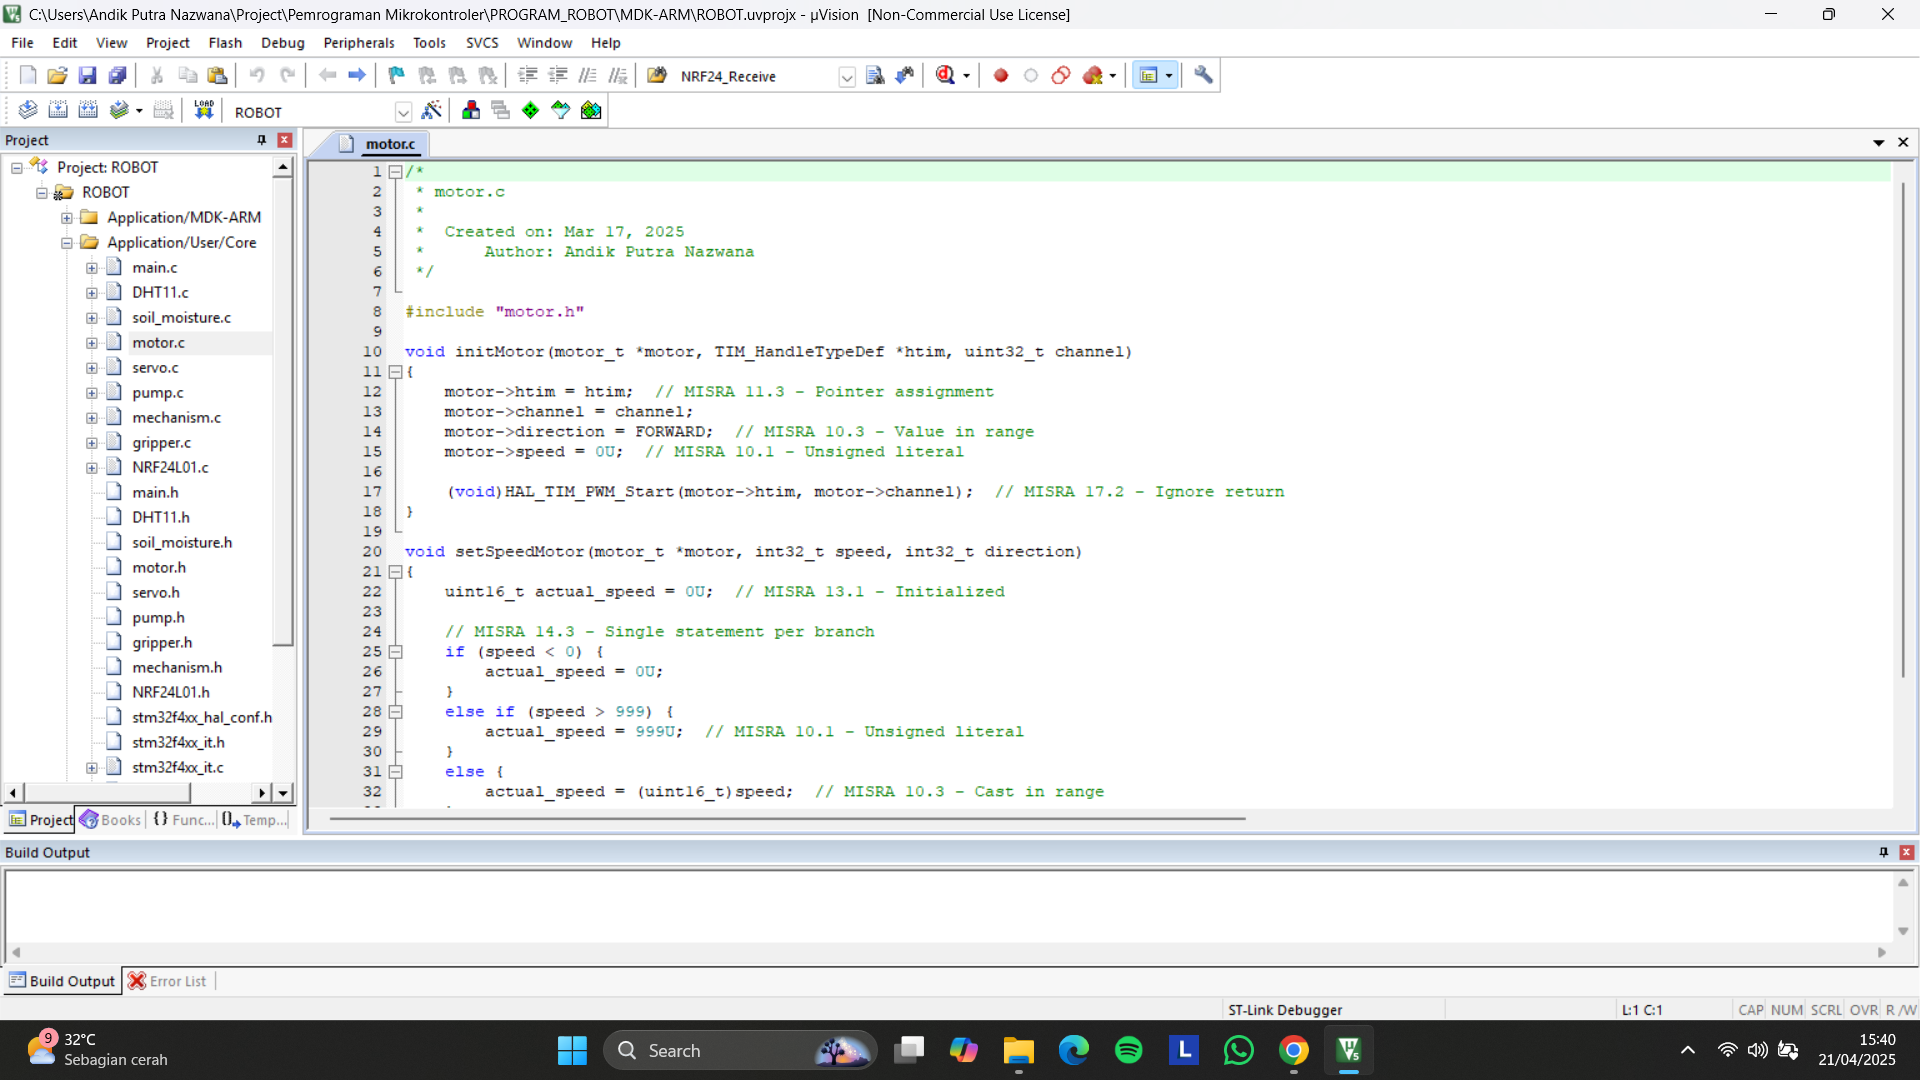 C:\Users\Andik Putra Nazwana\Project\Pemrograman Mikrokontroler\PROGRAM_ROBOT\MDK-ARM\ROBOT.uvprojx - µVision [Non-Commercial Use License]
File Edit View Project Flash Debug Peripherals Tools SVCS Window Help
NRF24_Receive
LOAD ROBOT
Project
motor.c
Project: ROBOT
ROBOT
Application/MDK-ARM
Application/User/Core
main.c
DHT11.c
soil_moisture.c
motor.c
servo.c
pump.c
mechanism.c
gripper.c
NRF24L01.c
main.h
DHT11.h
soil_moisture.h
motor.h
servo.h
pump.h
gripper.h
mechanism.h
NRF24L01.h
stm32f4xx_hal_conf.h
stm32f4xx_it.h
stm32f4xx_it.c
Project Books {} Func... Temp...
1 /*
2 * motor.c
3 *
4 * Created on: Mar 17, 2025
5 * Author: Andik Putra Nazwana
6 */
7
8 #include "motor.h"
9
10 void initMotor(motor_t *motor, TIM_HandleTypeDef *htim, uint32_t channel)
11 {
12 motor->htim = htim; // MISRA 11.3 - Pointer assignment
13 motor->channel = channel;
14 motor->direction = FORWARD; // MISRA 10.3 - Value in range
15 motor->speed = 0U; // MISRA 10.1 - Unsigned literal
16
17 (void)HAL_TIM_PWM_Start(motor->htim, motor->channel); // MISRA 17.2 - Ignore return
18 }
19
20 void setSpeedMotor(motor_t *motor, int32_t speed, int32_t direction)
21 {
22 uint16_t actual_speed = 0U; // MISRA 13.1 - Initialized
23
24 // MISRA 14.3 - Single statement per branch
25 if (speed < 0) {
26 actual_speed = 0U;
27 }
28 else if (speed > 999) {
29 actual_speed = 999U; // MISRA 10.1 - Unsigned literal
30 }
31 else {
32 actual_speed = (uint16_t)speed; // MISRA 10.3 - Cast in range
Build Output
Build Output Error List
ST-Link Debugger L:1 C:1 CAP NUM SCRL OVR R/W
9 32°C
Sebagian cerah
Search
L
15:40
21/04/2025